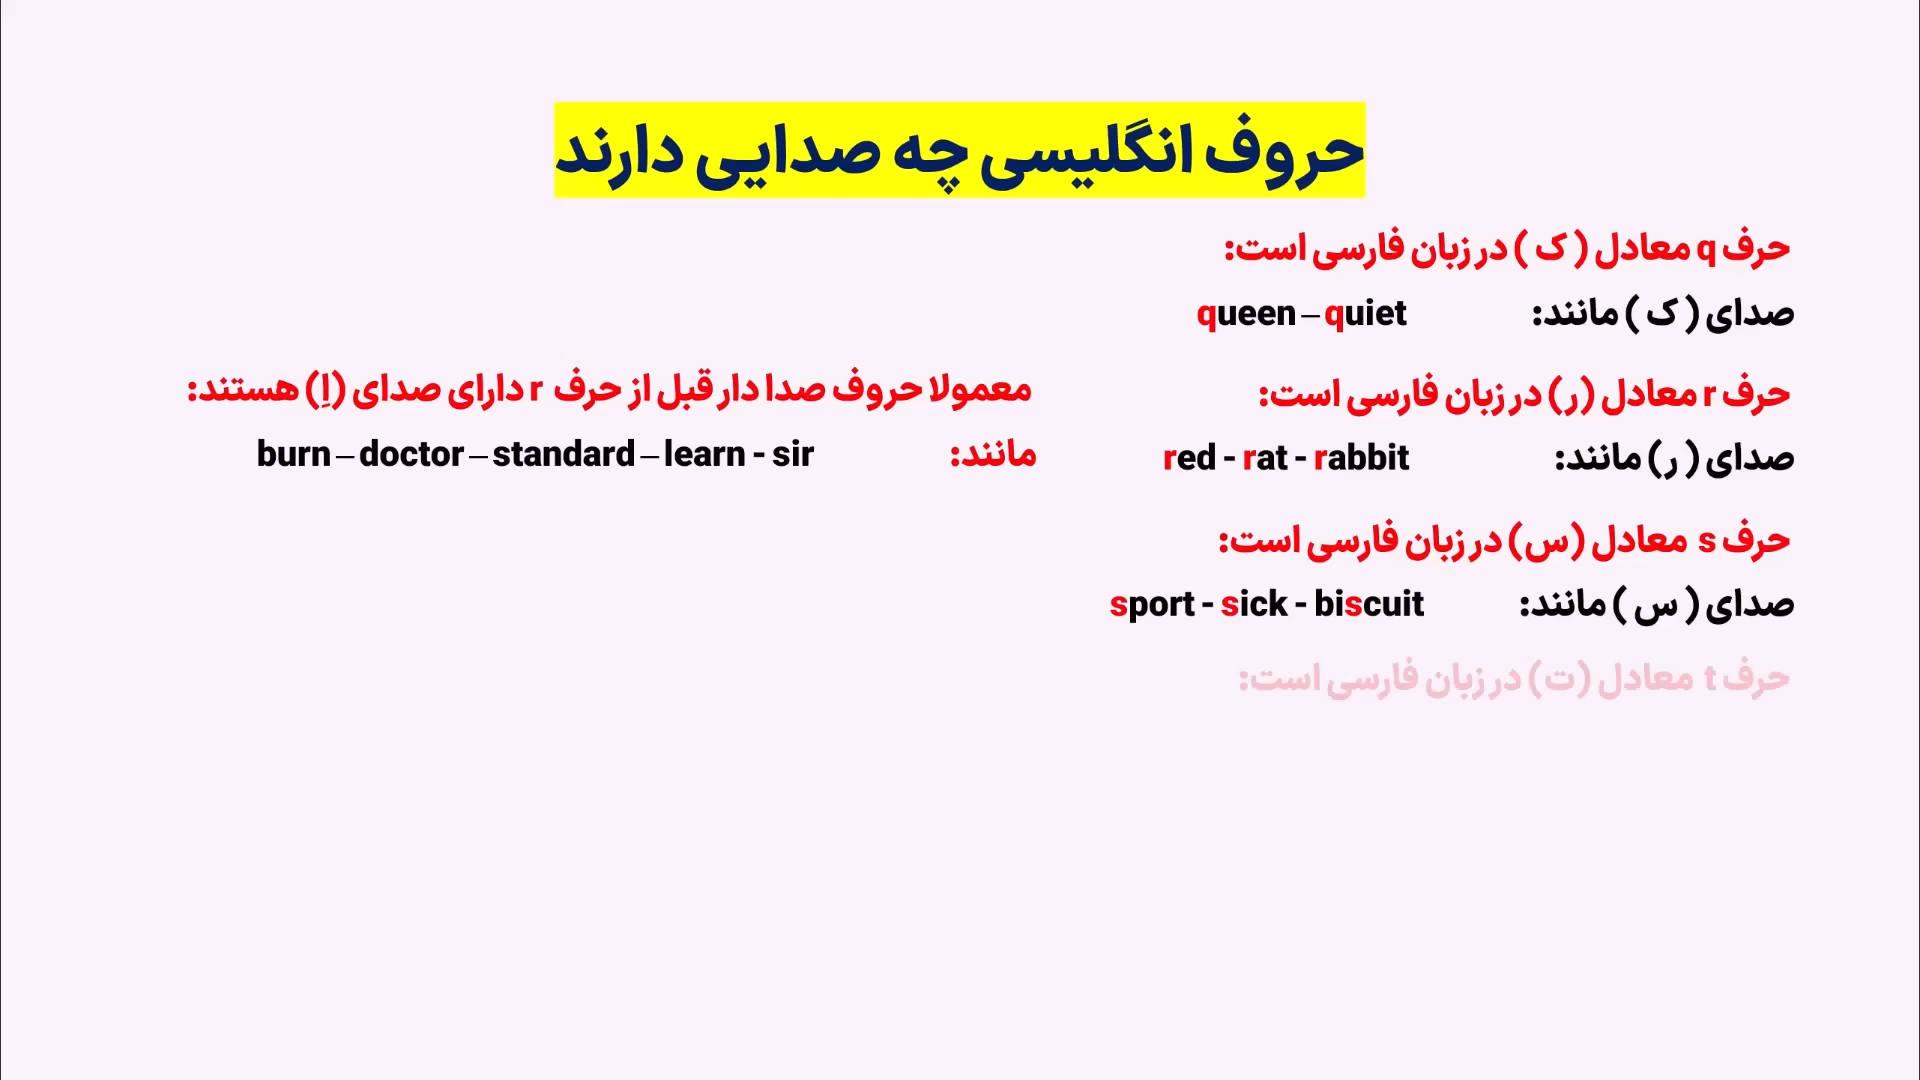 حروف انگلیسی چه صدایی دارند
حرف q معادل ( ک ) در زبان فارسی است:
صدای ( ک ) مانند: queen – quiet
حرف r معادل (ر) در زبان فارسی است:
صدای ( ر) مانند: red - rat - rabbit
معمولا حروف صدا دار قبل از حرف r دارای صدای (اِ) هستند:
مانند: burn – doctor – standard – learn - sir
حرف s معادل (س) در زبان فارسی است:
صدای ( س ) مانند: sport - sick - biscuit
حرف t معادل (ت) در زبان فارسی است: